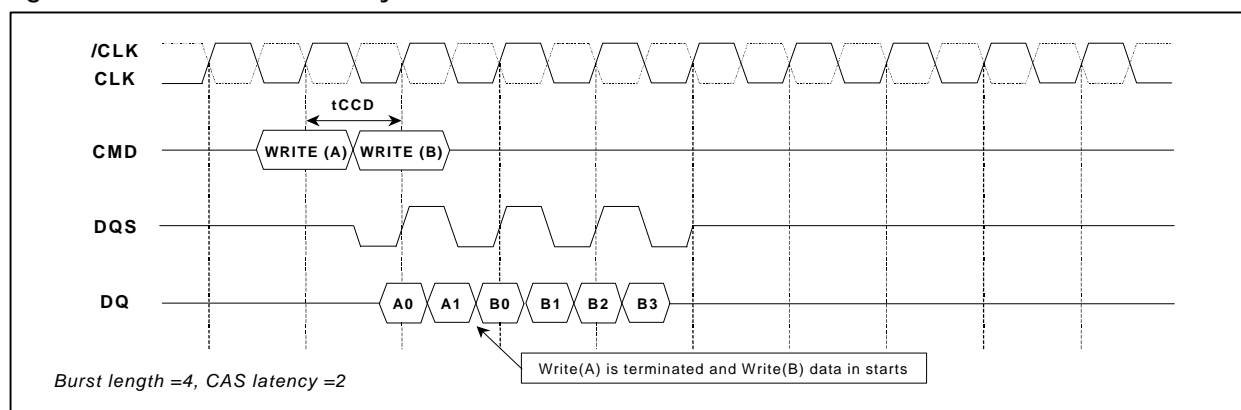 /CLK
CLK
tCCD
CMD WRITE (A) WRITE (B)
DQS
DQ A0 A1 B0 B1 B2 B3
Write(A) is terminated and Write(B) data in starts
Burst length =4, CAS latency =2